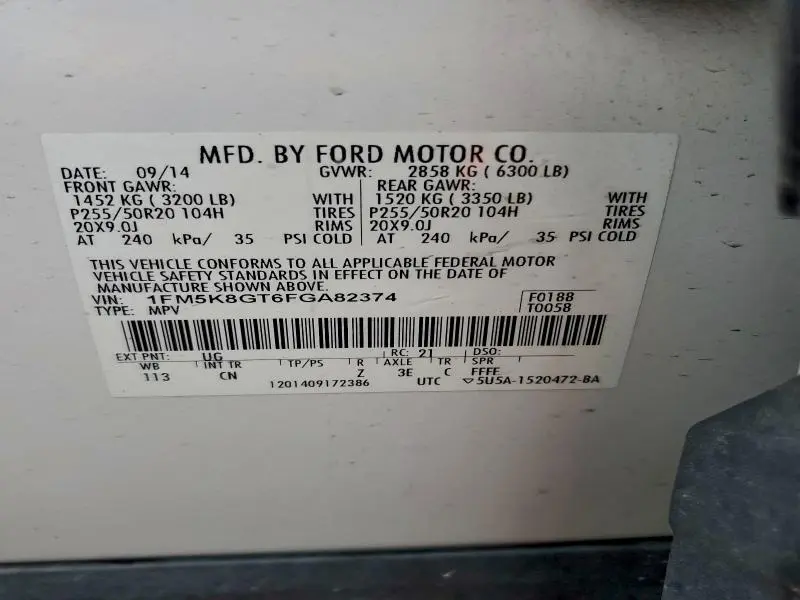 MFD. BY FORD MOTOR CO.
DATE: 09/14 GVWR: 2858 KG ( 6300 LB)
FRONT GAWR: REAR GAWR:
1452 KG ( 3200 LB) WITH 1520 KG ( 3350 LB) WITH
P255/50R20 104H TIRES P255/50R20 104H TIRES
20X9.0J RIMS 20X9.0J RIMS
AT 240 kPa/ 35 PSI COLD AT 240 kPa/ 35 PSI COLD
THIS VEHICLE CONFORMS TO ALL APPLICABLE FEDERAL MOTOR
VEHICLE SAFETY STANDARDS IN EFFECT ON THE DATE OF
MANUFACTURE SHOWN ABOVE.
VIN: 1FM5K8GT6FGA82374 F0188
TYPE: MPV T0058
EXT PNT: UG RC: 21 DSO:
WB INT TR TP/PS R AXLE TR SPR
113 CN Z 3E C FFFF
1201409172386 UTC ▽5U5A-1520472-BA